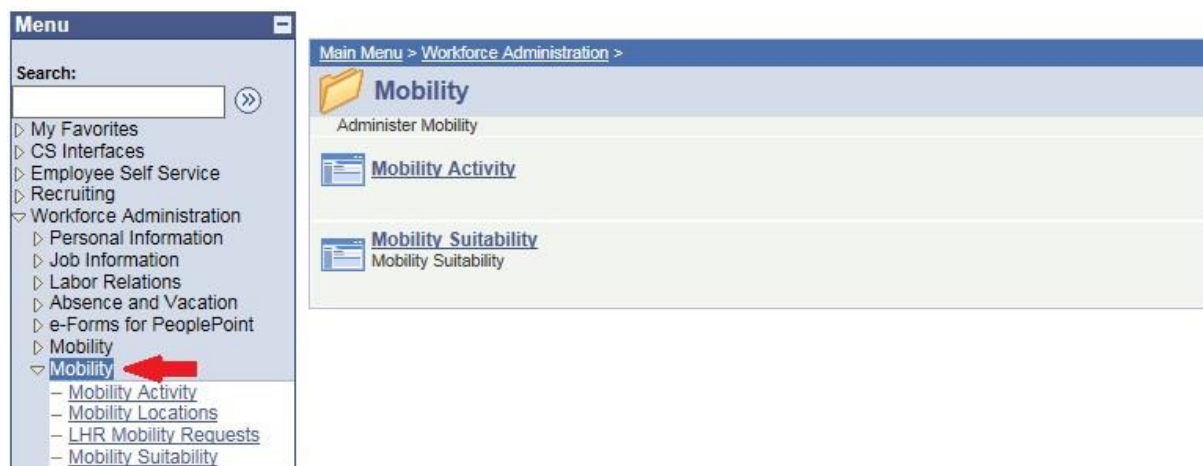 Menu
Search:
My Favorites
CS Interfaces
Employee Self Service
Recruiting
Workforce Administration
Personal Information
Job Information
Labor Relations
Absence and Vacation
e-Forms for PeoplePoint
Mobility
Mobility
– Mobility Activity
– Mobility Locations
– LHR Mobility Requests
– Mobility Suitability
Main Menu > Workforce Administration >
Mobility
Administer Mobility
Mobility Activity
Mobility Suitability
Mobility Suitability